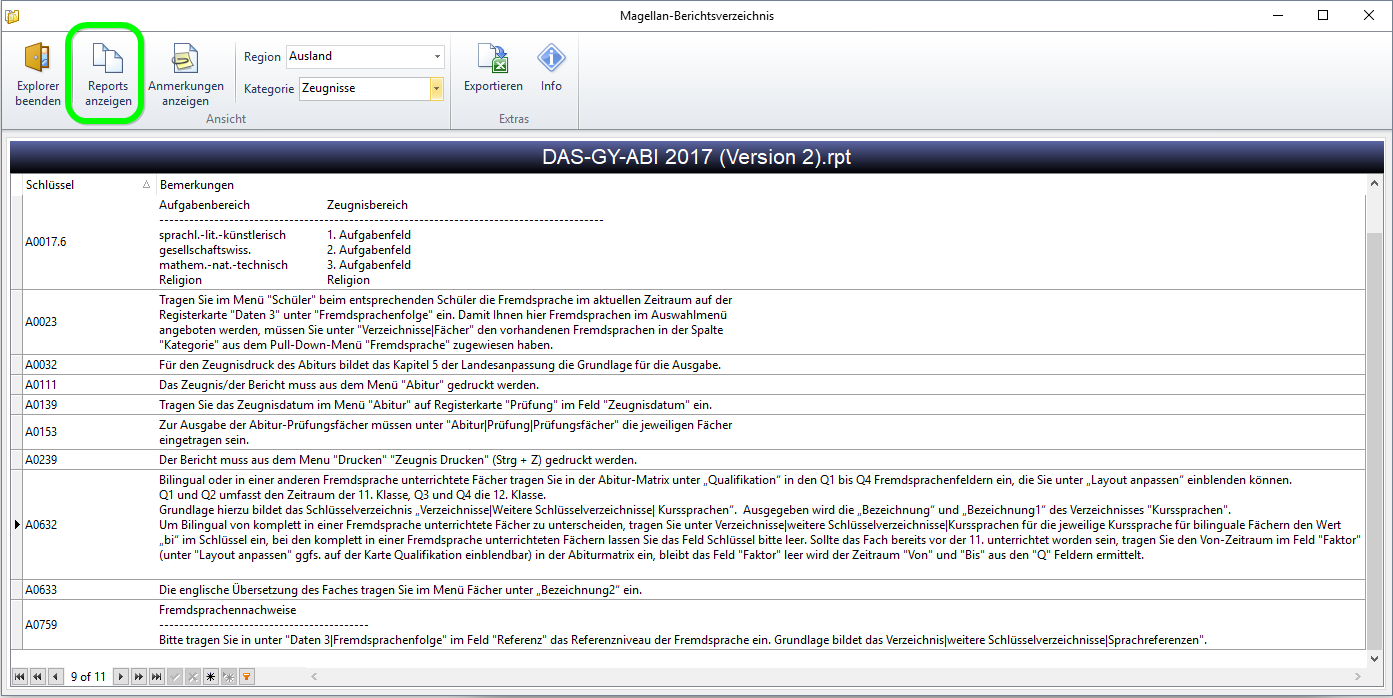 Magellan-Berichtsverzeichnis
Explorer beenden
Reports anzeigen
Anmerkungen anzeigen
Region Ausland
Kategorie Zeugnisse
Ansicht
Exportieren
Info
Extras
DAS-GY-ABI 2017 (Version 2).rpt
Schlüssel Bemerkungen
Aufgabenbereich Zeugnisbereich
-----------------------------------------------------------------------------------------
A0017.6
sprachl.-lit.-künstlerisch 1. Aufgabenfeld
gesellschaftswiss. 2. Aufgabenfeld
mathem.-nat.-technisch 3. Aufgabenfeld
Religion Religion
A0023
Tragen Sie im Menü "Schüler" beim entsprechenden Schüler die Fremdsprache im aktuellen Zeitraum auf der
Registerkarte "Daten 3" unter "Fremdsprachenfolge" ein. Damit Ihnen hier Fremdsprachen im Auswahlmenü
angeboten werden, müssen Sie unter "Verzeichnisse|Fächer" den vorhandenen Fremdsprachen in der Spalte
"Kategorie" aus dem Pull-Down-Menü "Fremdsprache" zugewiesen haben.
A0032 Für den Zeugnisdruck des Abiturs bildet das Kapitel 5 der Landesanpassung die Grundlage für die Ausgabe.
A0111 Das Zeugnis/der Bericht muss aus dem Menü "Abitur" gedruckt werden.
A0139 Tragen Sie das Zeugnisdatum im Menü "Abitur" auf Registerkarte "Prüfung" im Feld "Zeugnisdatum" ein.
A0153
Zur Ausgabe der Abitur-Prüfungsfächer müssen unter "Abitur|Prüfung|Prüfungsfächer" die jeweiligen Fächer
eingetragen sein.
A0239 Der Bericht muss aus dem Menu "Drucken" "Zeugnis Drucken" (Strg + Z) gedruckt werden.
A0632
Bilingual oder in einer anderen Fremdsprache unterrichtete Fächer tragen Sie in der Abitur-Matrix unter „Qualifikation“ in den Q1 bis Q4 Fremdsprachenfeldern ein, die Sie unter „Layout anpassen“ einblenden können.
Q1 und Q2 umfasst den Zeitraum der 11. Klasse, Q3 und Q4 die 12. Klasse.
Grundlage hierzu bildet das Schlüsselverzeichnis „Verzeichnisse|Weitere Schlüsselverzeichnisse| Kurssprachen“. Ausgegeben wird die „Bezeichnung“ und „Bezeichnung1“ des Verzeichnisses "Kurssprachen".
Um Bilingual von komplett in einer Fremdsprache unterrichtete Fächer zu unterscheiden, tragen Sie unter Verzeichnisse|weitere Schlüsselverzeichnisse|Kurssprachen für die jeweilige Kurssprache für bilinguale Fächern den Wert
„bi“ im Schlüssel ein, bei den komplett in einer Fremdsprache unterrichteten Fächern lassen Sie das Feld Schlüssel bitte leer. Sollte das Fach bereits vor der 11. unterrichtet worden sein, tragen Sie den Von-Zeitraum im Feld "Faktor"
(unter "Layout anpassen" ggfs. auf der Karte Qualifikation einblendbar) in der Abiturmatrix ein, bleibt das Feld "Faktor" leer wird der Zeitraum "Von" und "Bis" aus den "Q" Feldern ermittelt.
A0633 Die englische Übersetzung des Faches tragen Sie im Menü Fächer unter „Bezeichnung2“ ein.
A0759
Fremdsprachennachweise
------------------------------------------
Bitte tragen Sie in unter "Daten 3|Fremdsprachenfolge" im Feld "Referenz" das Referenzniveau der Fremdsprache ein. Grundlage bildet das Verzeichnis|weitere Schlüsselverzeichnisse|Sprachreferenzen".
9 of 11